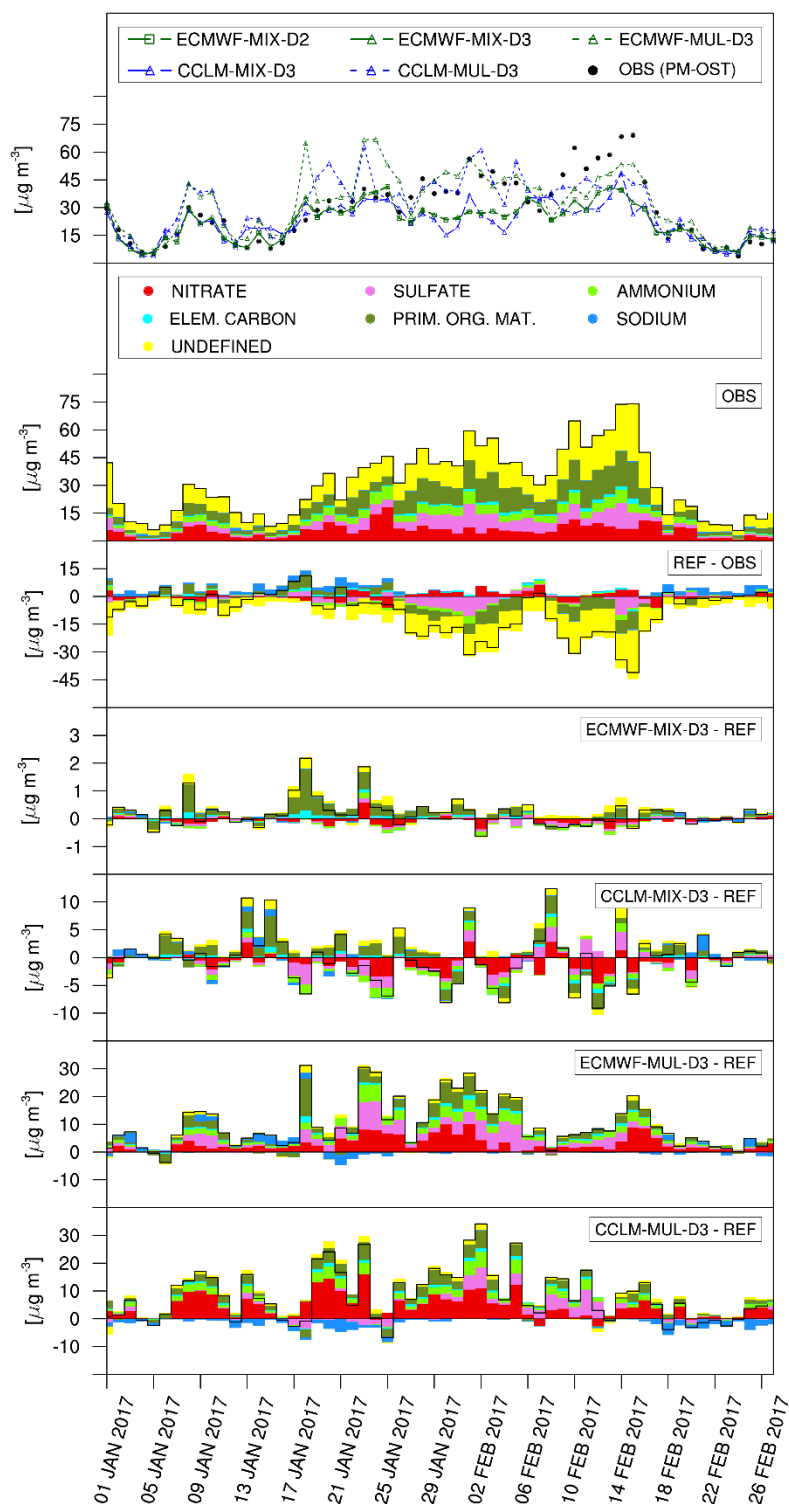 ECMWF-MIX-D2 ECMWF-MIX-D3 ECMWF-MUL-D3
CCLM-MIX-D3 CCLM-MUL-D3 OBS (PM-OST)
75
60
45
30
15
[µg m⁻³]
NITRATE SULFATE AMMONIUM
ELEM. CARBON PRIM. ORG. MAT. SODIUM
UNDEFINED
OBS
75
60
45
30
15
[µg m⁻³]
REF - OBS
15
0
-15
-30
-45
[µg m⁻³]
ECMWF-MIX-D3 - REF
3
2
1
0
-1
[µg m⁻³]
CCLM-MIX-D3 - REF
10
5
0
-5
-10
[µg m⁻³]
ECMWF-MUL-D3 - REF
30
20
10
0
-10
[µg m⁻³]
CCLM-MUL-D3 - REF
30
20
10
0
-10
[µg m⁻³]
01 JAN 2017
05 JAN 2017
09 JAN 2017
13 JAN 2017
17 JAN 2017
21 JAN 2017
25 JAN 2017
29 JAN 2017
02 FEB 2017
06 FEB 2017
10 FEB 2017
14 FEB 2017
18 FEB 2017
22 FEB 2017
26 FEB 2017